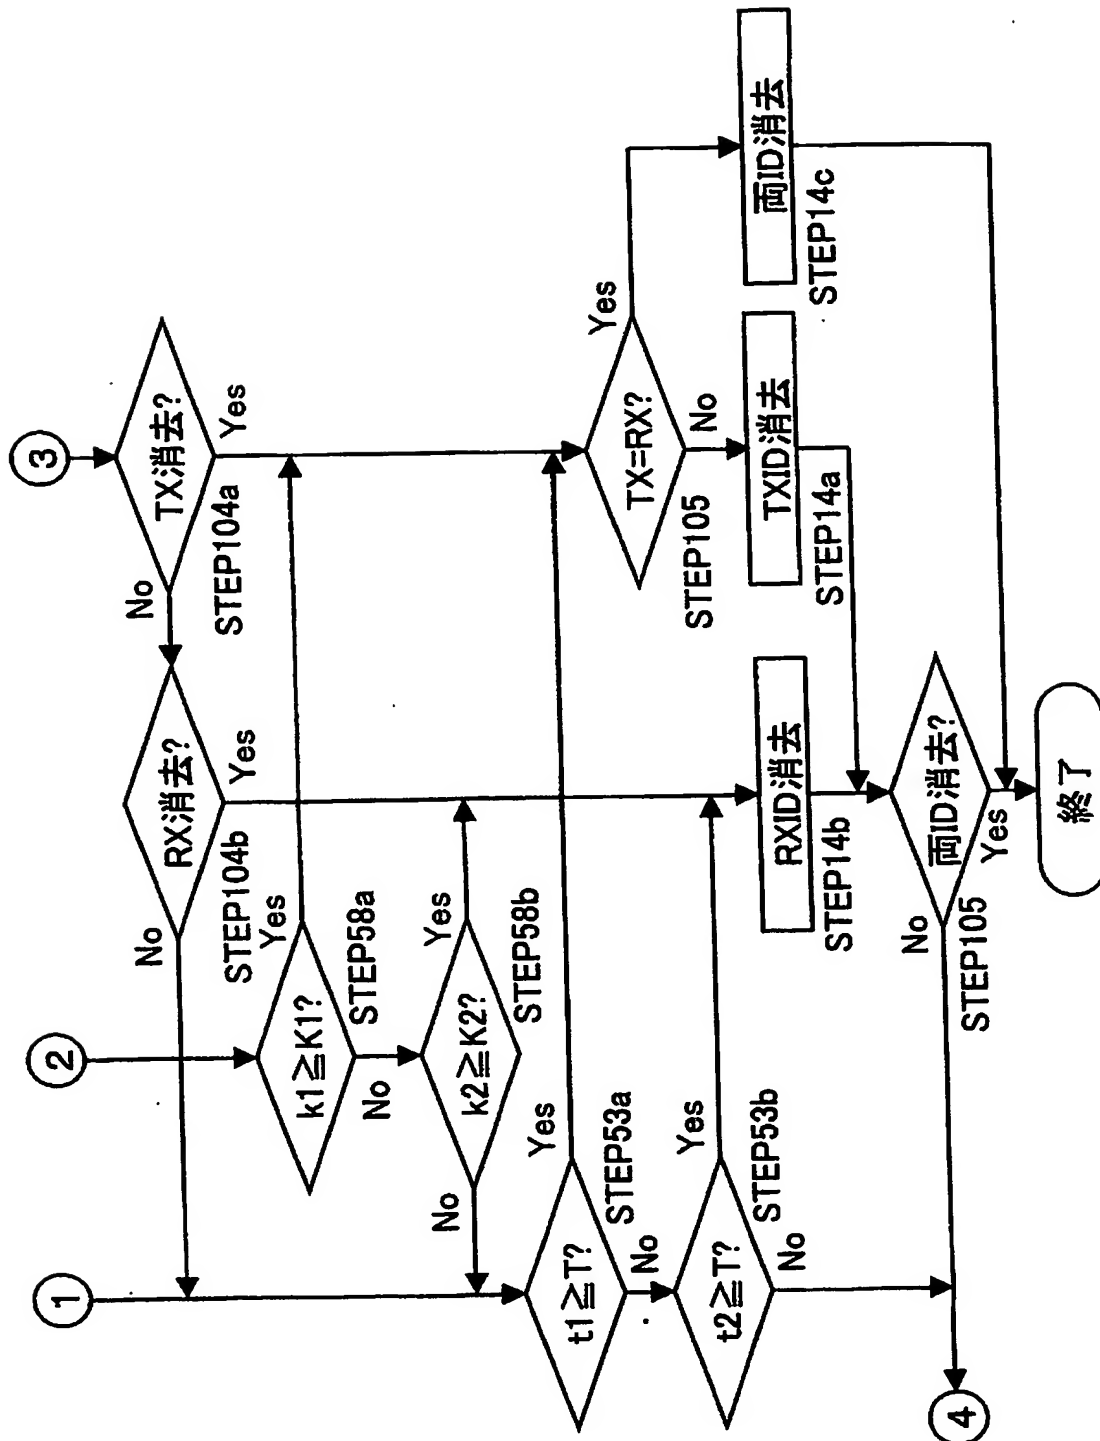 ①
②
③
TX消去?
No
Yes
STEP104a
RX消去?
No
Yes
STEP104b
k1≧K1?
Yes
No
STEP58a
k2≧K2?
Yes
No
STEP58b
t1≧T?
Yes
No
STEP53a
t2≧T?
Yes
No
STEP53b
TX=RX?
Yes
No
STEP105
両ID消去
STEP14c
TXID消去
STEP14a
RXID消去
STEP14b
両ID消去?
No
Yes
STEP105
終了
④